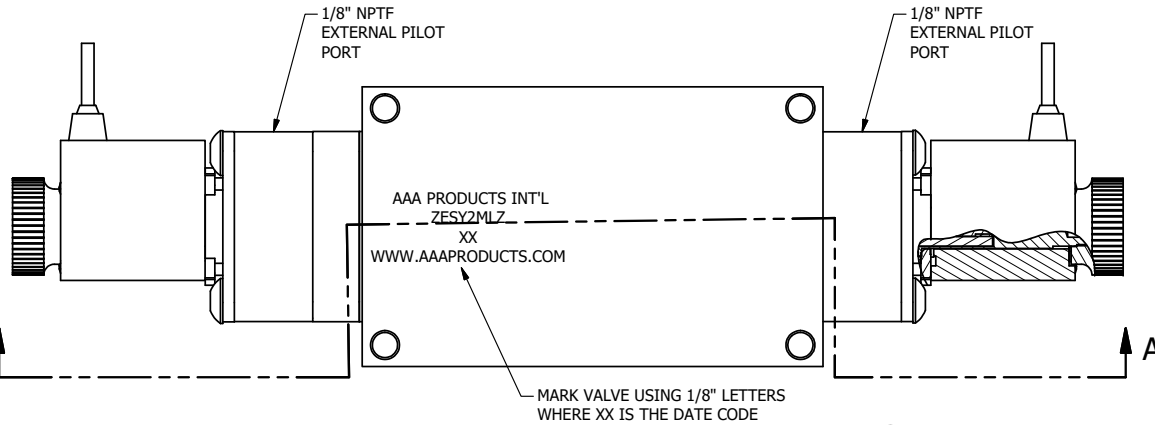 1/8" NPTF
EXTERNAL PILOT
PORT
1/8" NPTF
EXTERNAL PILOT
PORT
AAA PRODUCTS INT'L
ZESY2MLZ
XX
WWW.AAAPRODUCTS.COM
A
MARK VALVE USING 1/8" LETTERS
WHERE XX IS THE DATE CODE